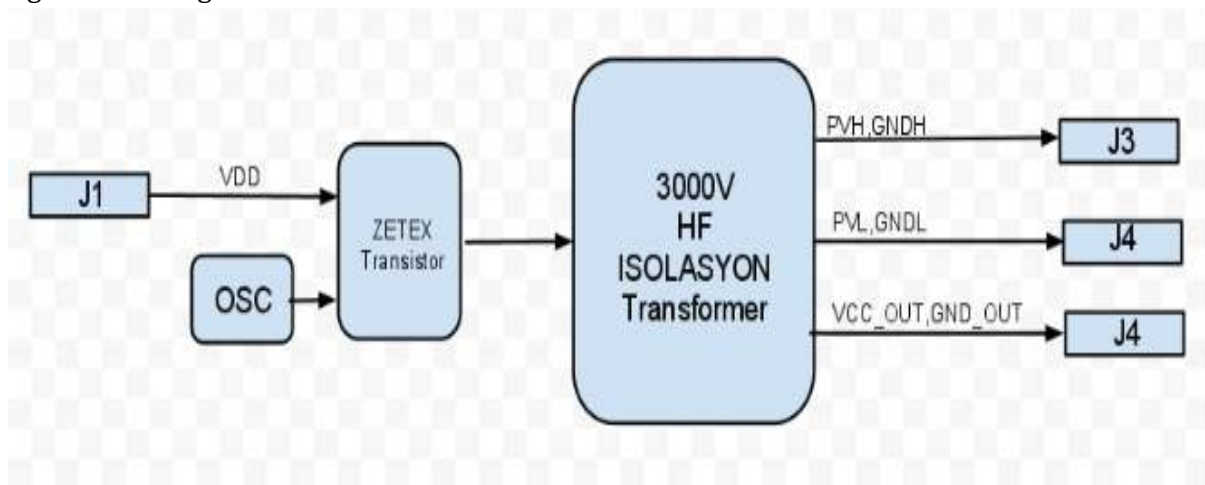 J1
VDD
OSC
ZETEX
Transistor
3000V
HF
ISOLASYON
Transformer
PVH,GNDH
J3
PVL,GNDL
J4
VCC_OUT,GND_OUT
J4